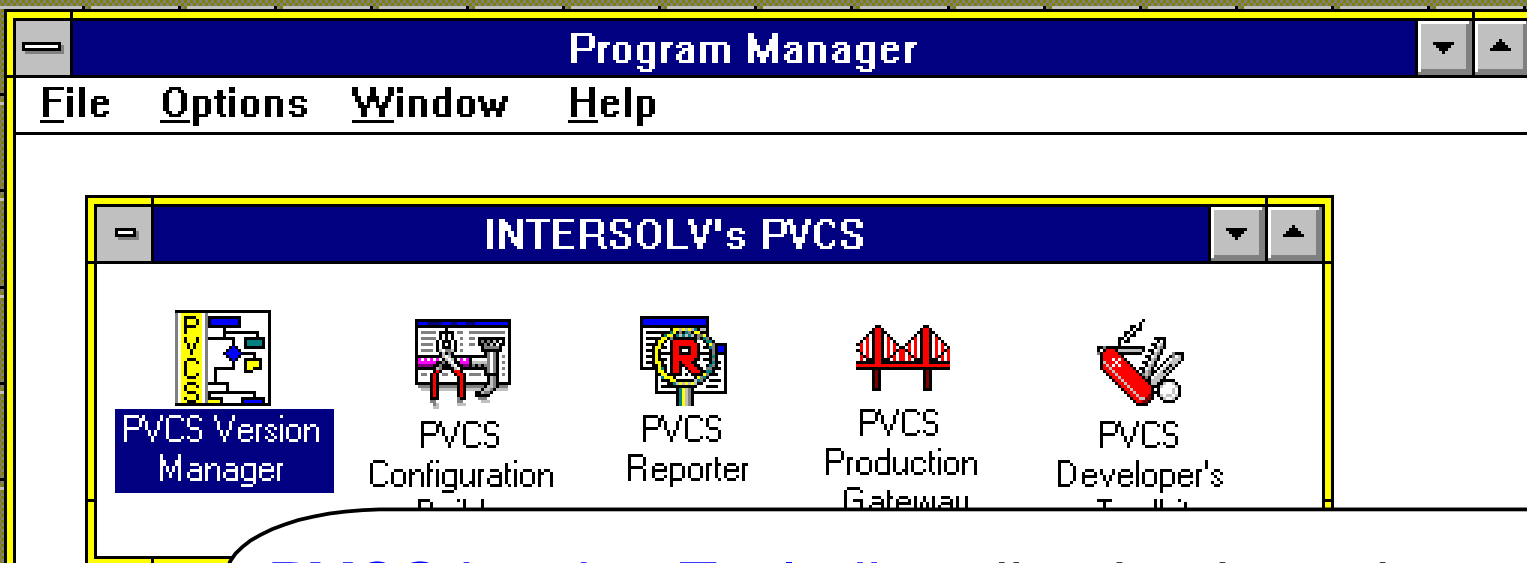 Program Manager
File Options Window Help
INTERSOLV's PVCS
PVCS
PVCS Version
Manager
PVCS
Configuration
PVCS
Reporter
PVCS
Production
Gateway
PVCS
Developer's